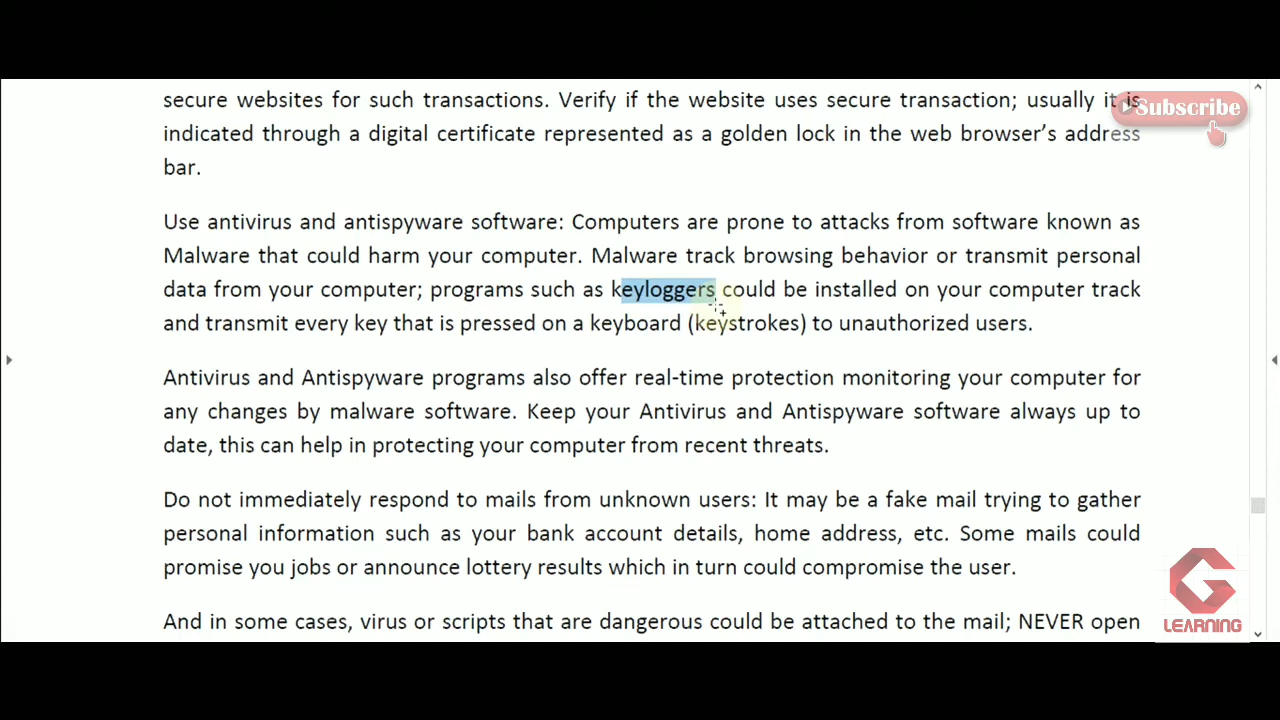 secure websites for such transactions. Verify if the website uses secure transaction; usually it is
Subscribe
indicated through a digital certificate represented as a golden lock in the web browser’s address
bar.
Use antivirus and antispyware software: Computers are prone to attacks from software known as
Malware that could harm your computer. Malware track browsing behavior or transmit personal
data from your computer; programs such as keyloggers could be installed on your computer track
and transmit every key that is pressed on a keyboard (keystrokes) to unauthorized users.
Antivirus and Antispyware programs also offer real-time protection monitoring your computer for
any changes by malware software. Keep your Antivirus and Antispyware software always up to
date, this can help in protecting your computer from recent threats.
Do not immediately respond to mails from unknown users: It may be a fake mail trying to gather
personal information such as your bank account details, home address, etc. Some mails could
promise you jobs or announce lottery results which in turn could compromise the user.
And in some cases, virus or scripts that are dangerous could be attached to the mail; NEVER open
LEARNING